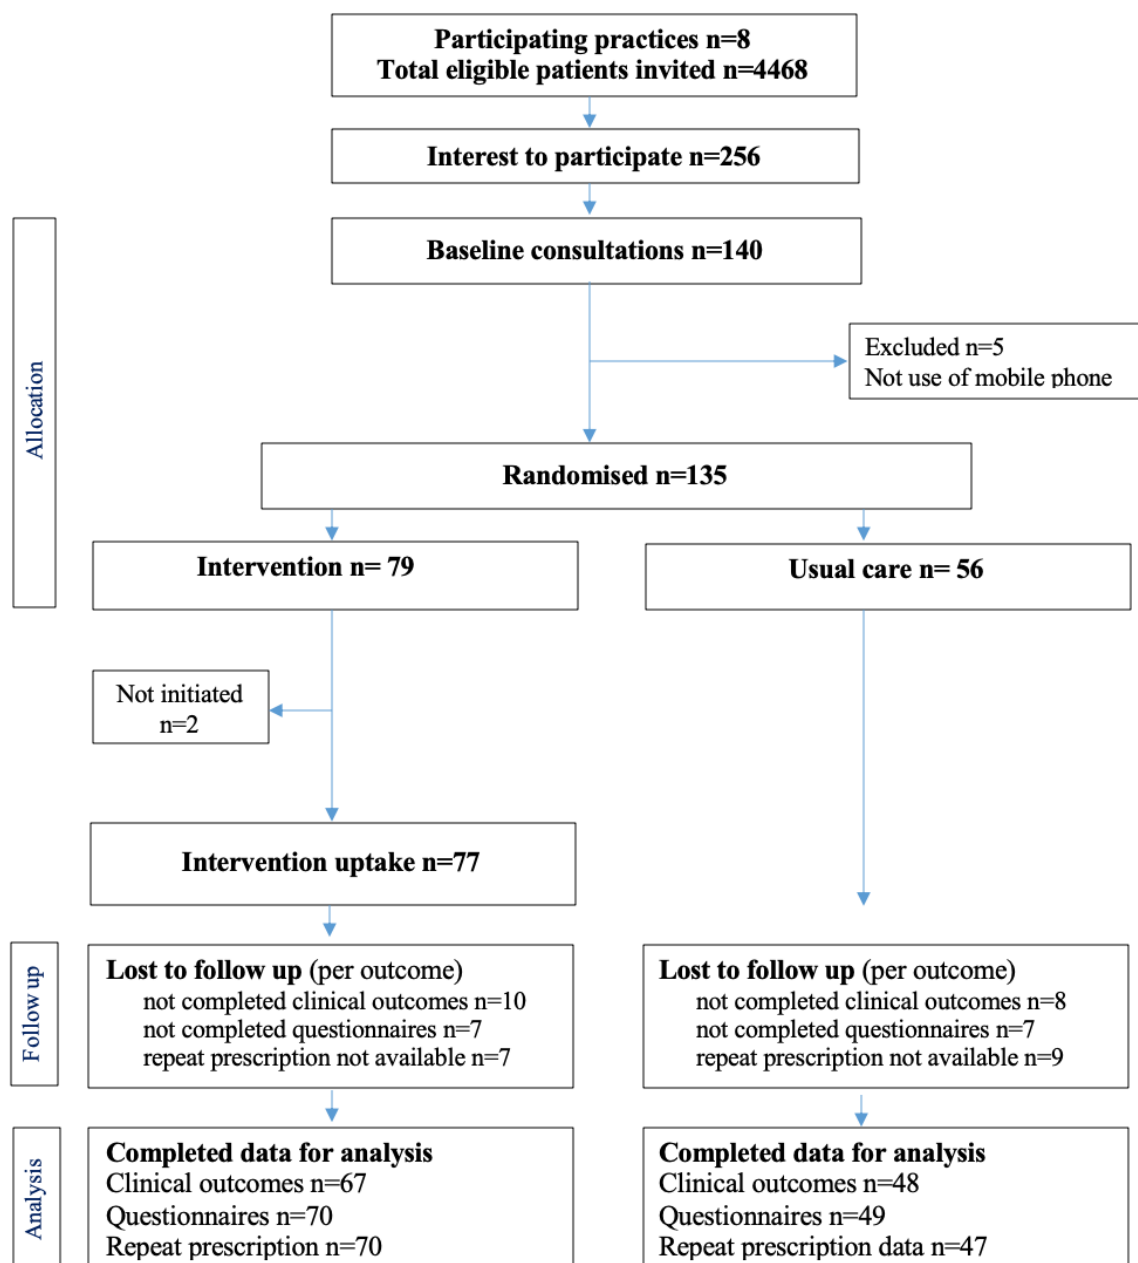 Participating practices n=8
Total eligible patients invited n=4468
Interest to participate n=256
Baseline consultations n=140
Excluded n=5
Not use of mobile phone
Allocation
Randomised n=135
Intervention n= 79
Usual care n= 56
Not initiated
n=2
Intervention uptake n=77
Follow up
Lost to follow up (per outcome)
not completed clinical outcomes n=10
not completed questionnaires n=7
repeat prescription not available n=7
Lost to follow up (per outcome)
not completed clinical outcomes n=8
not completed questionnaires n=7
repeat prescription not available n=9
Analysis
Completed data for analysis
Clinical outcomes n=67
Questionnaires n=70
Repeat prescription n=70
Completed data for analysis
Clinical outcomes n=48
Questionnaires n=49
Repeat prescription data n=47